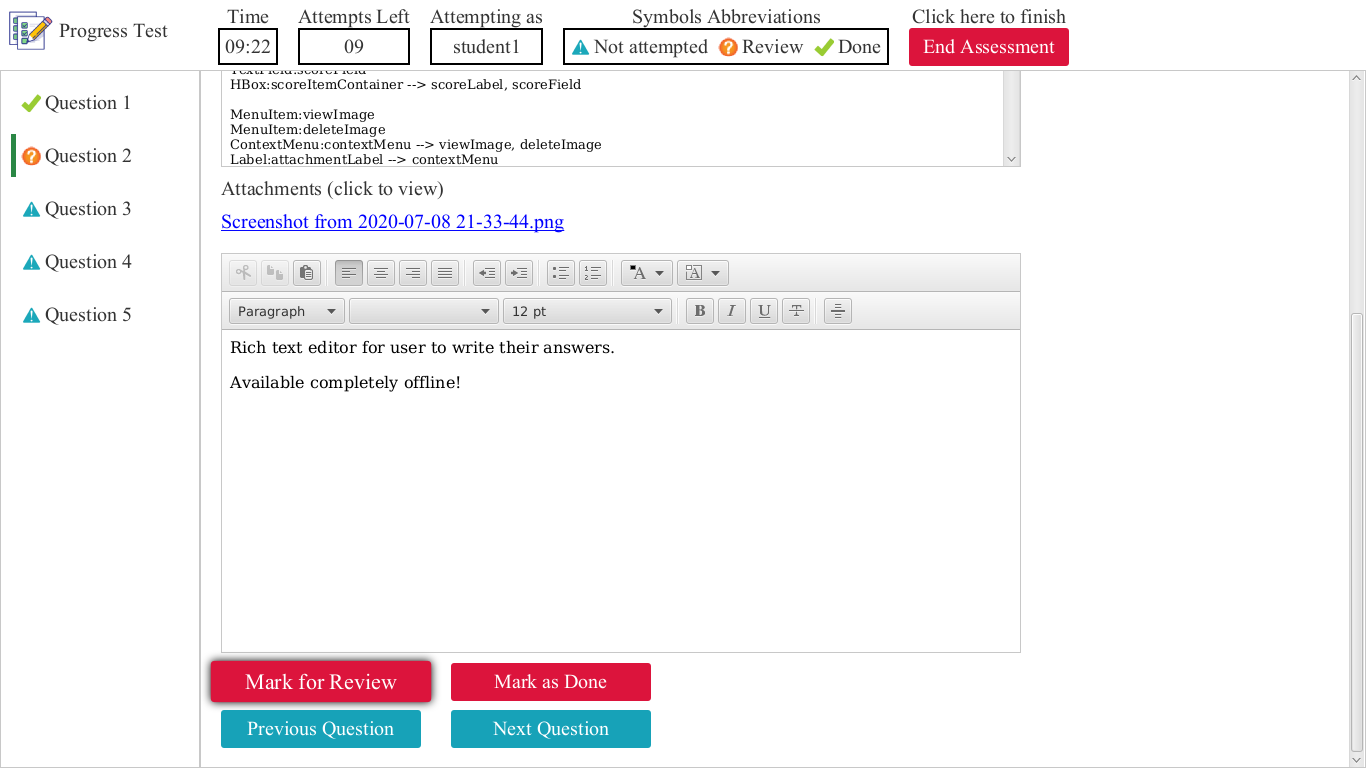 Progress Test
Time
Attempts Left
Attempting as
Symbols Abbreviations
Click here to finish
09:22
09
student1
Not attempted
Review
Done
End Assessment
Question 1
Question 2
Question 3
Question 4
Question 5
TextField:scoreField
HBox:scoreItemContainer --> scoreLabel, scoreField
MenuItem:viewImage
MenuItem:deleteImage
ContextMenu:contextMenu --> viewImage, deleteImage
Label:attachmentLabel --> contextMenu
Attachments (click to view)
Screenshot from 2020-07-08 21-33-44.png
Paragraph
12 pt
B I U T
Rich text editor for user to write their answers.
Available completely offline!
Mark for Review
Mark as Done
Previous Question
Next Question